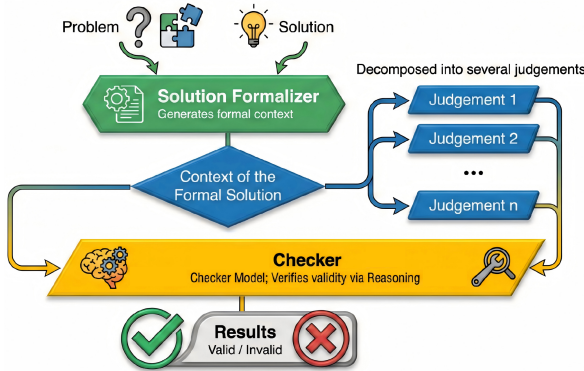 Problem
Solution
Solution Formalizer
Generates formal context
Decomposed into several judgements
Judgement 1
Judgement 2
...
Judgement n
Context of the
Formal Solution
Checker
Checker Model; Verifies validity via Reasoning
Results
Valid / Invalid